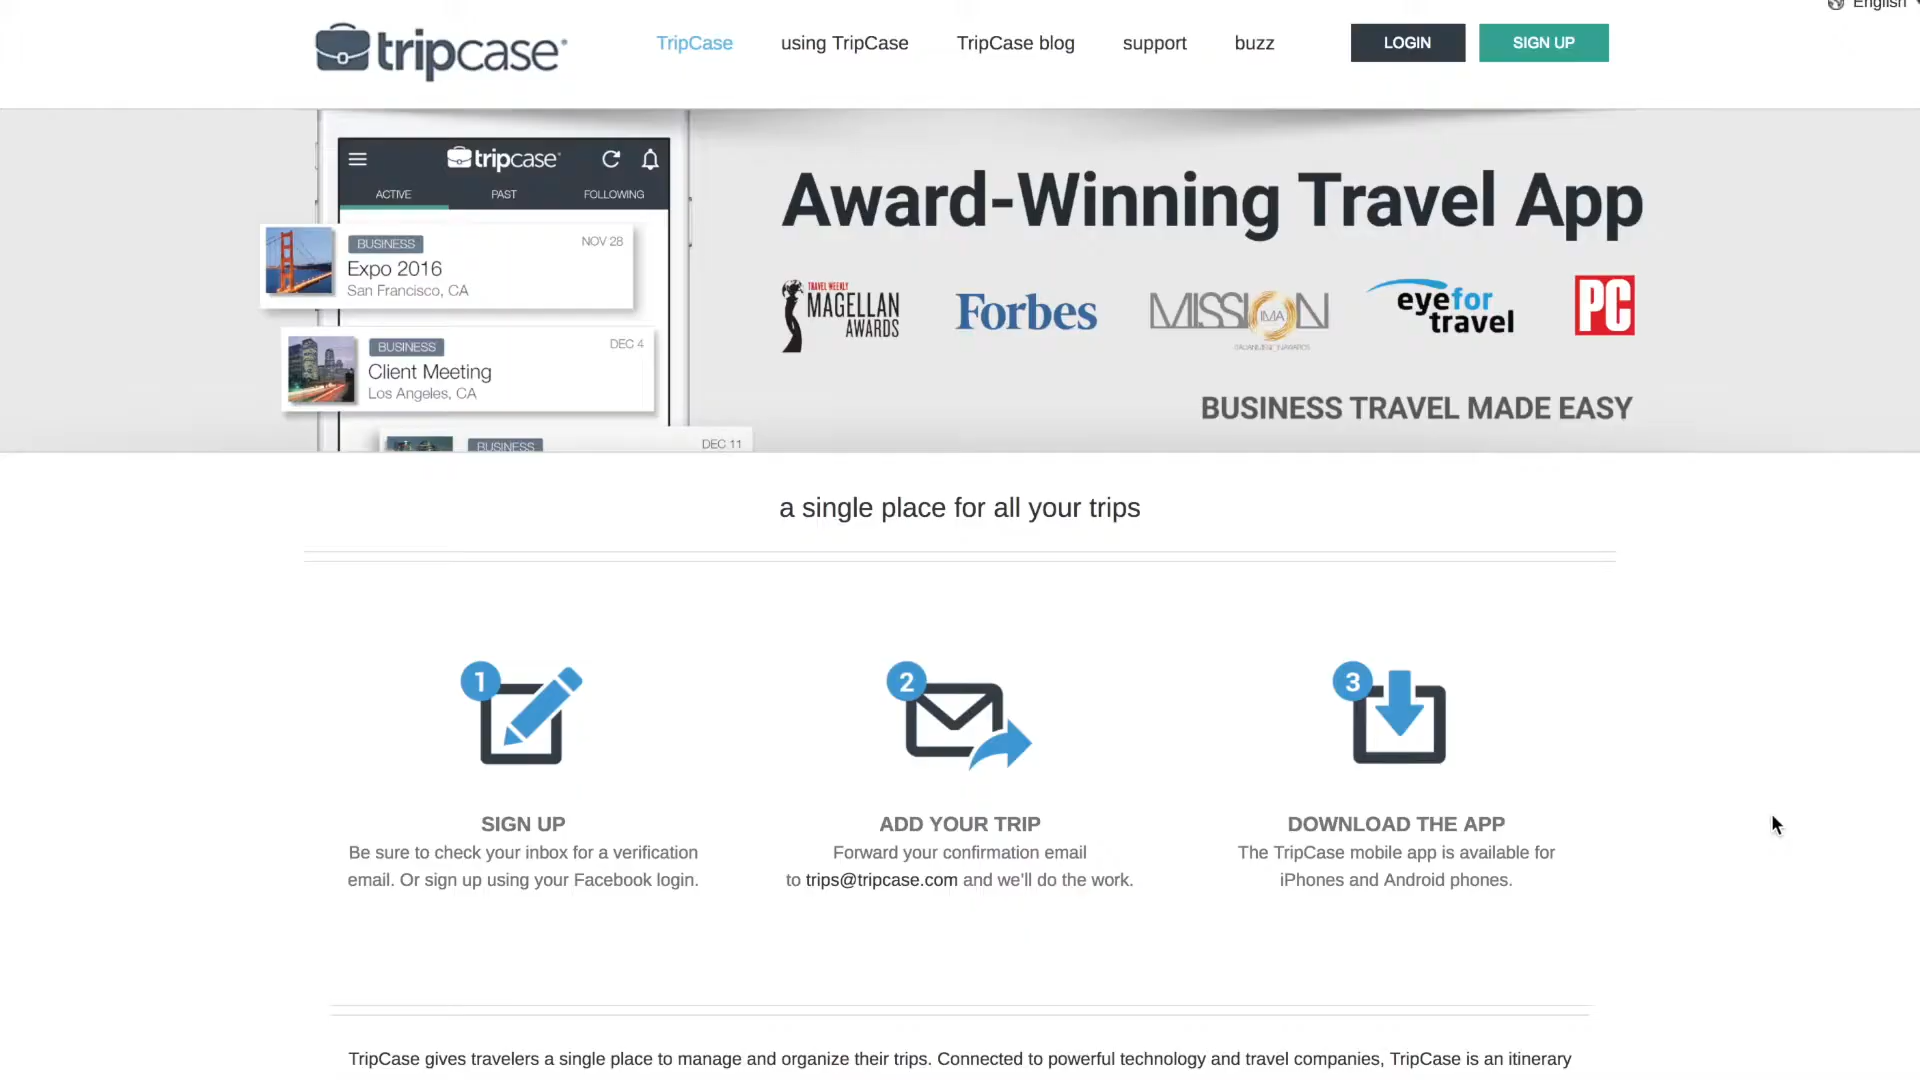 English
tripcase
TripCase
using TripCase
TripCase blog
support
buzz
LOGIN
SIGN UP
tripcase
ACTIVE
PAST
FOLLOWING
BUSINESS
NOV 28
Expo 2016
San Francisco, CA
BUSINESS
DEC 4
Client Meeting
Los Angeles, CA
BUSINESS
DEC 11
Award-Winning Travel App
TRAVEL WEEKLY
MAGELLAN
AWARDS
Forbes
MISSION
IMA
eyefor
travel
PC
BUSINESS TRAVEL MADE EASY
a single place for all your trips
1
SIGN UP
Be sure to check your inbox for a verification
email. Or sign up using your Facebook login.
2
ADD YOUR TRIP
Forward your confirmation email
to trips@tripcase.com and we'll do the work.
3
DOWNLOAD THE APP
The TripCase mobile app is available for
iPhones and Android phones.
TripCase gives travelers a single place to manage and organize their trips. Connected to powerful technology and travel companies, TripCase is an itinerary